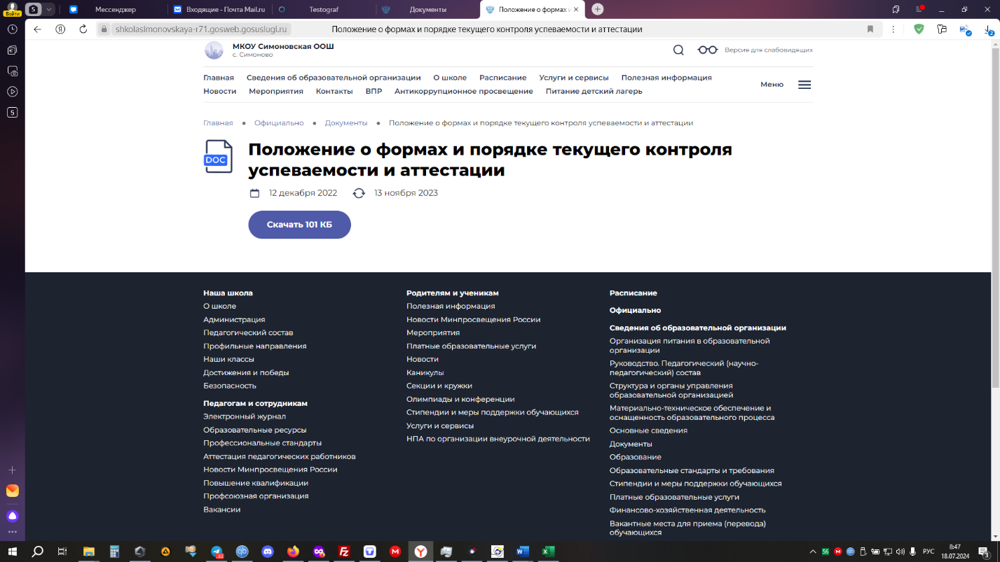 Войти
5
Мессенджер
Входящие - Почта Mail.ru
Testograf
Документы
Положение о формах и
shkolasimonovskaya-r71.gosweb.gosuslugi.ru
Положение о формах и порядке текущего контроля успеваемости и аттестации
2
5
МКОУ Симоновская ООШ
с. Симоново
Версия для слабовидящих
Главная Сведения об образовательной организации О школе Расписание Услуги и сервисы Полезная информация
Новости Мероприятия Контакты ВПР Антикоррупционное просвещение Питание детский лагерь
Меню
Главная • Официально • Документы • Положение о формах и порядке текущего контроля успеваемости и аттестации
DOC
Положение о формах и порядке текущего контроля
успеваемости и аттестации
12 декабря 2022 13 ноября 2023
Скачать 101 КБ
Наша школа
О школе
Администрация
Педагогический состав
Профильные направления
Наши классы
Достижения и победы
Безопасность
Педагогам и сотрудникам
Электронный журнал
Образовательные ресурсы
Профессиональные стандарты
Аттестация педагогических работников
Новости Минпросвещения России
Повышение квалификации
Профсоюзная организация
Вакансии
Родителям и ученикам
Полезная информация
Новости Минпросвещения России
Мероприятия
Платные образовательные услуги
Новости
Каникулы
Секции и кружки
Олимпиады и конференции
Стипендии и меры поддержки обучающихся
Услуги и сервисы
НПА по организации внеурочной деятельности
Расписание
Официально
Сведения об образовательной организации
Организация питания в образовательной
организации
Руководство. Педагогический (научно-
педагогический) состав
Структура и органы управления
образовательной организацией
Материально-техническое обеспечение и
оснащенность образовательного процесса
Основные сведения
Документы
Образование
Образовательные стандарты и требования
Стипендии и меры поддержки обучающихся
Платные образовательные услуги
Финансово-хозяйственная деятельность
Вакантные места для приема (перевода)
обучающихся
qb
FZ
M
Y
W
X
56
РУС
8:47
18.07.2024
3